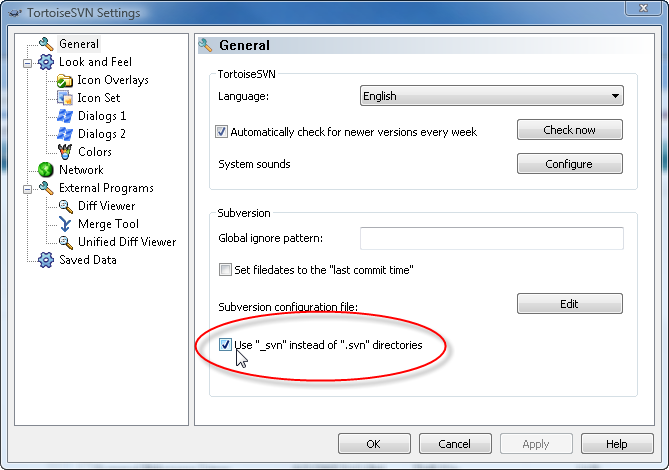 TortoiseSVN Settings
General
Look and Feel
Icon Overlays
Icon Set
Dialogs 1
Dialogs 2
Colors
Network
External Programs
Diff Viewer
Merge Tool
Unified Diff Viewer
Saved Data
General
TortoiseSVN
Language: English
Automatically check for newer versions every week Check now
System sounds Configure
Subversion
Global ignore pattern:
Set filedates to the "last commit time"
Subversion configuration file: Edit
Use "_svn" instead of ".svn" directories
OK Cancel Apply Help